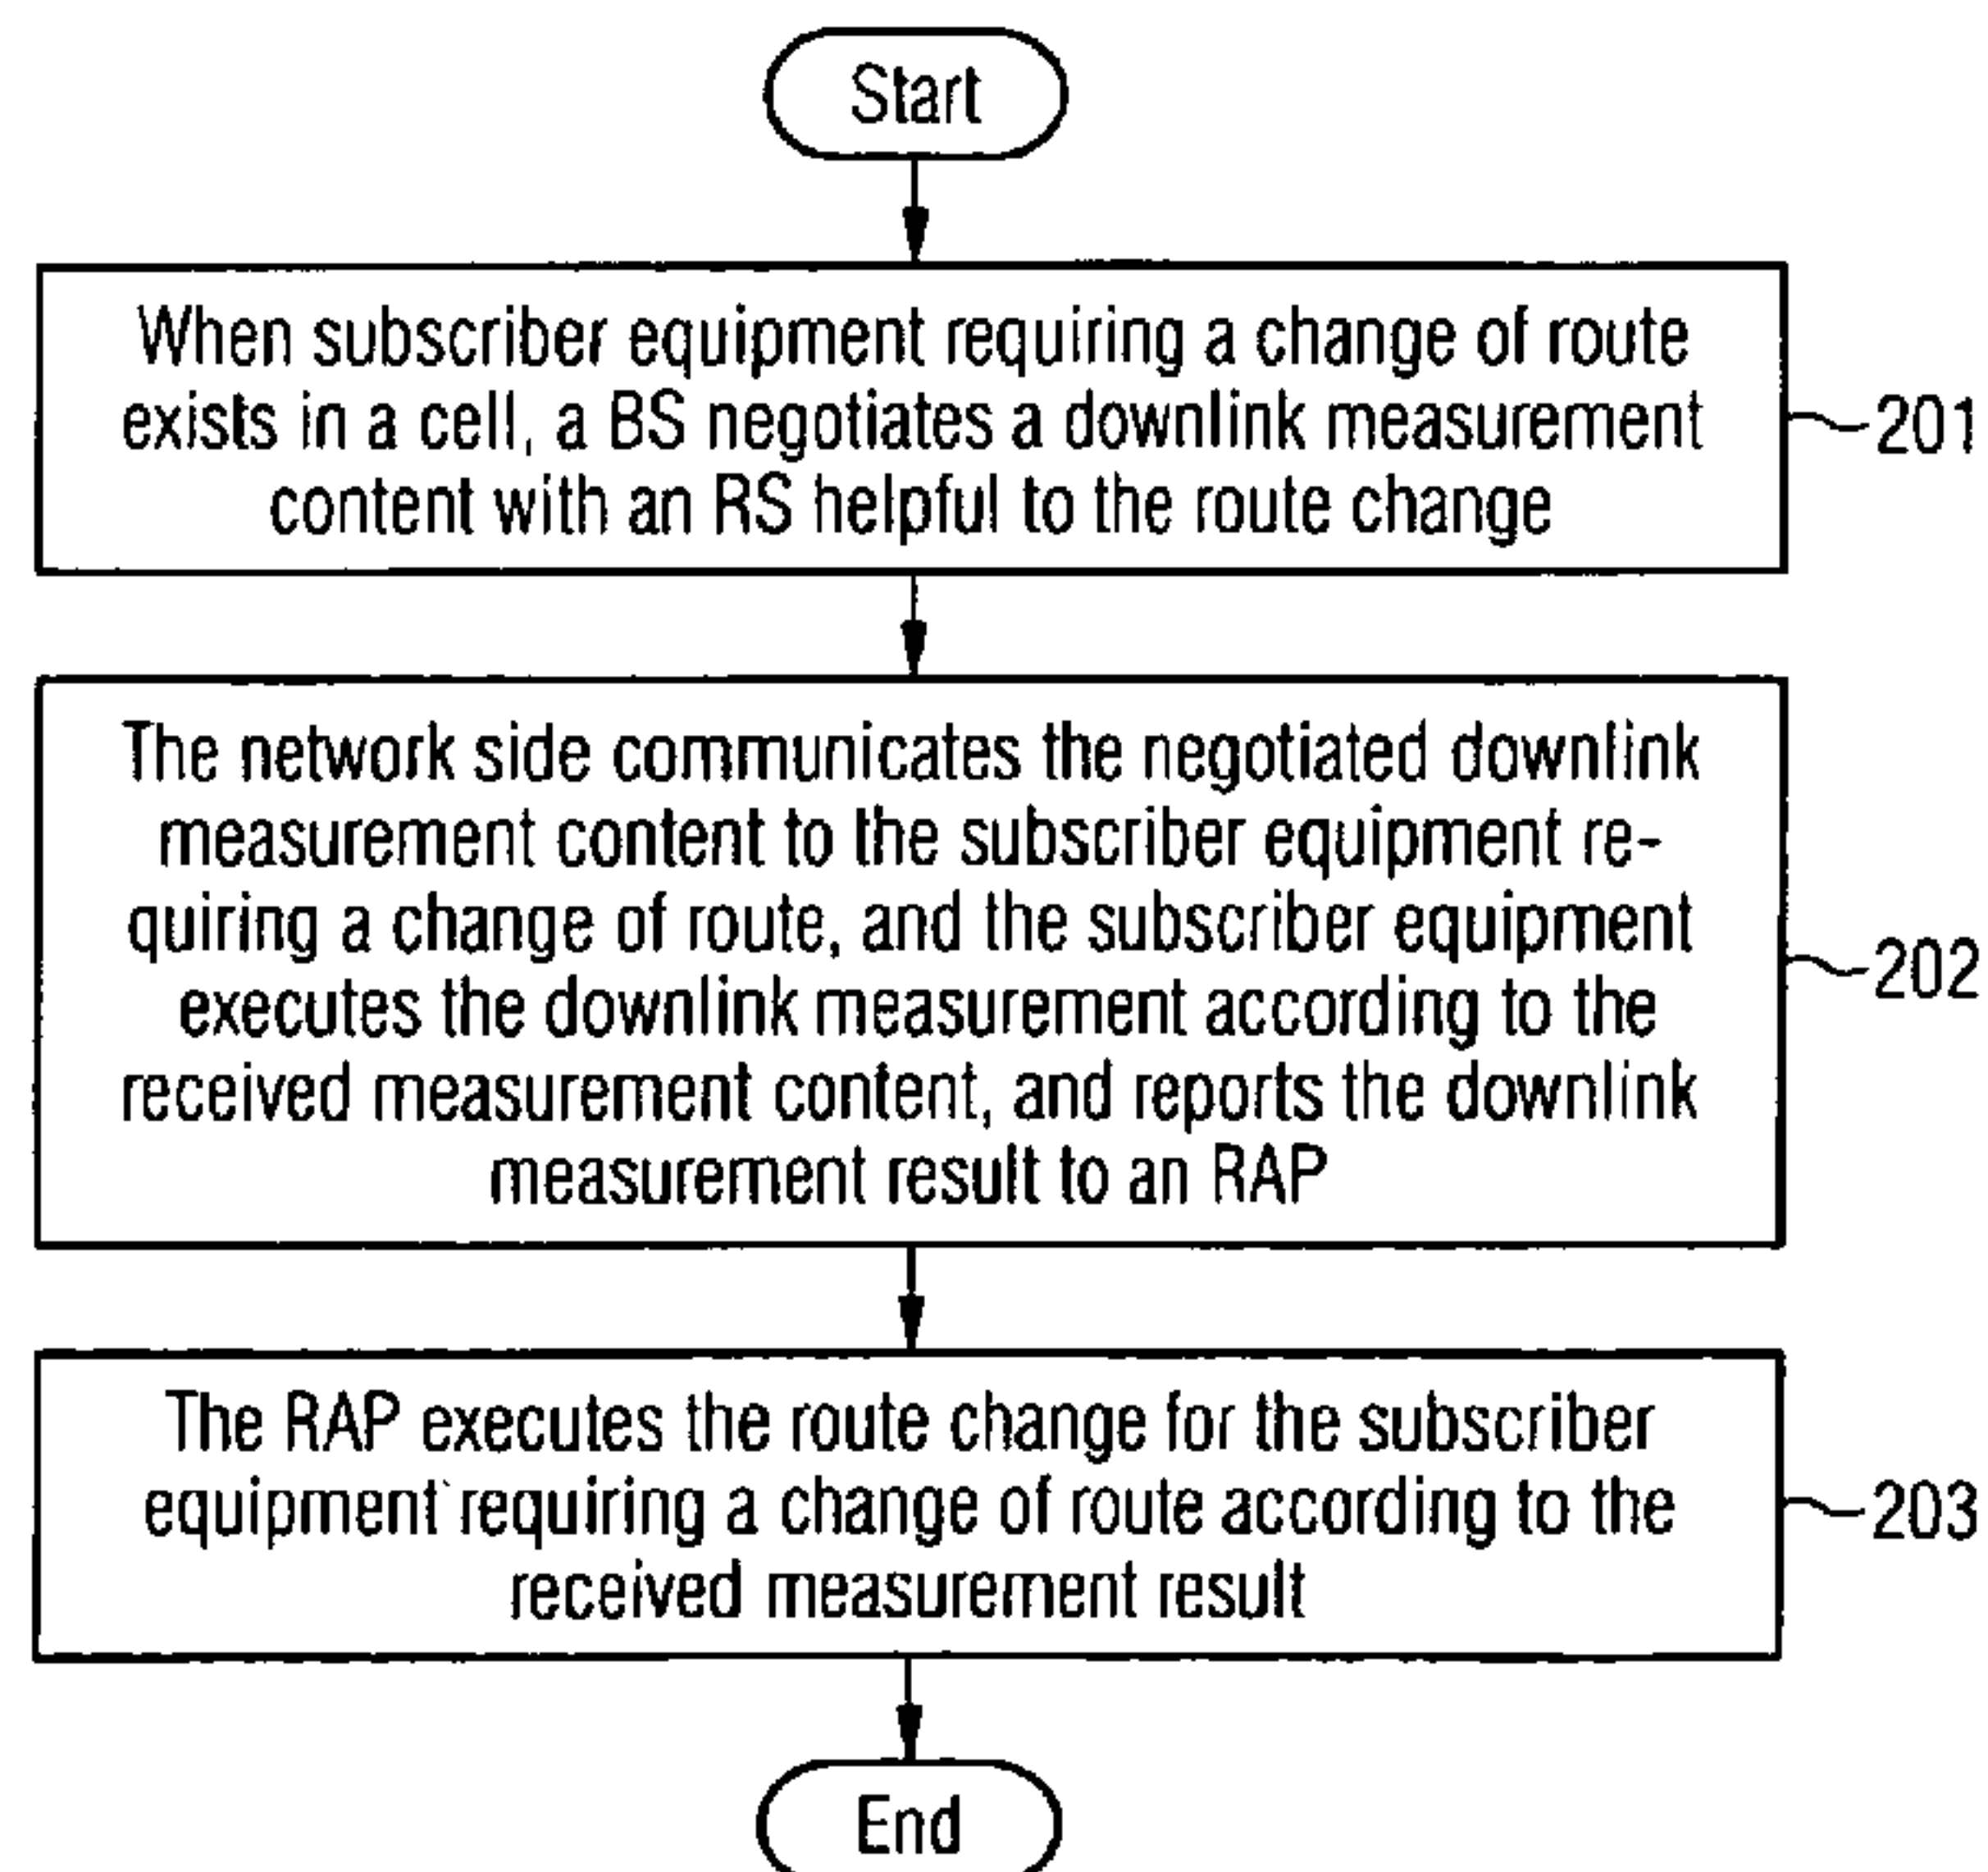 Start
When subscriber equipment requiring a change of route
exists in a cell, a BS negotiates a downlink measurement
content with an RS helpful to the route change
201
The network side communicates the negotiated downlink
measurement content to the subscriber equipment re-
quiring a change of route, and the subscriber equipment
executes the downlink measurement according to the
received measurement content, and reports the downlink
measurement result to an RAP
202
The RAP executes the route change for the subscriber
equipment requiring a change of route according to the
received measurement result
203
End